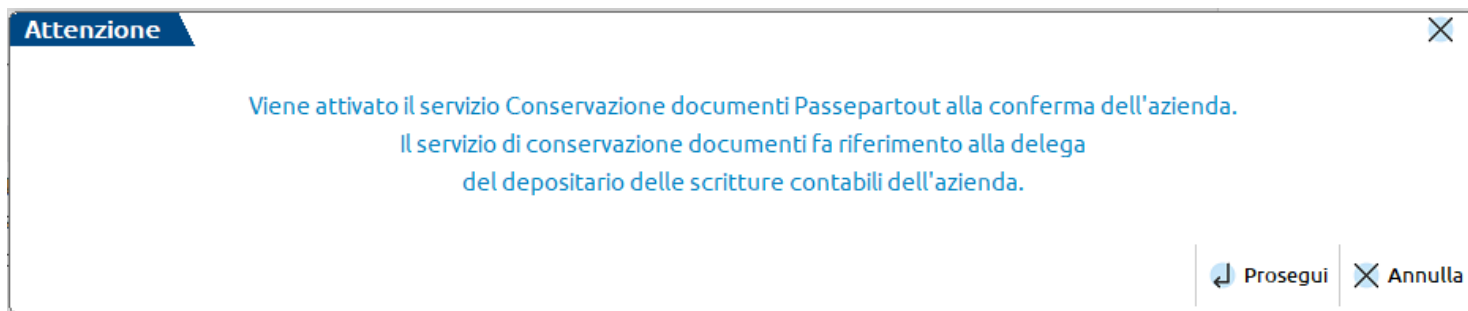 Attenzione
Viene attivato il servizio Conservazione documenti Passepartout alla conferma dell'azienda.
Il servizio di conservazione documenti fa riferimento alla delega
del depositario delle scritture contabili dell'azienda.
Prosegui Annulla